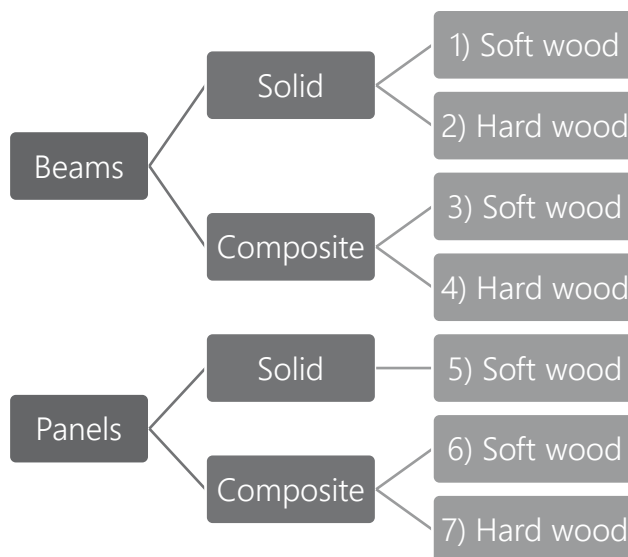 Beams
Solid
1) Soft wood
2) Hard wood
Composite
3) Soft wood
4) Hard wood
Panels
Solid
5) Soft wood
Composite
6) Soft wood
7) Hard wood